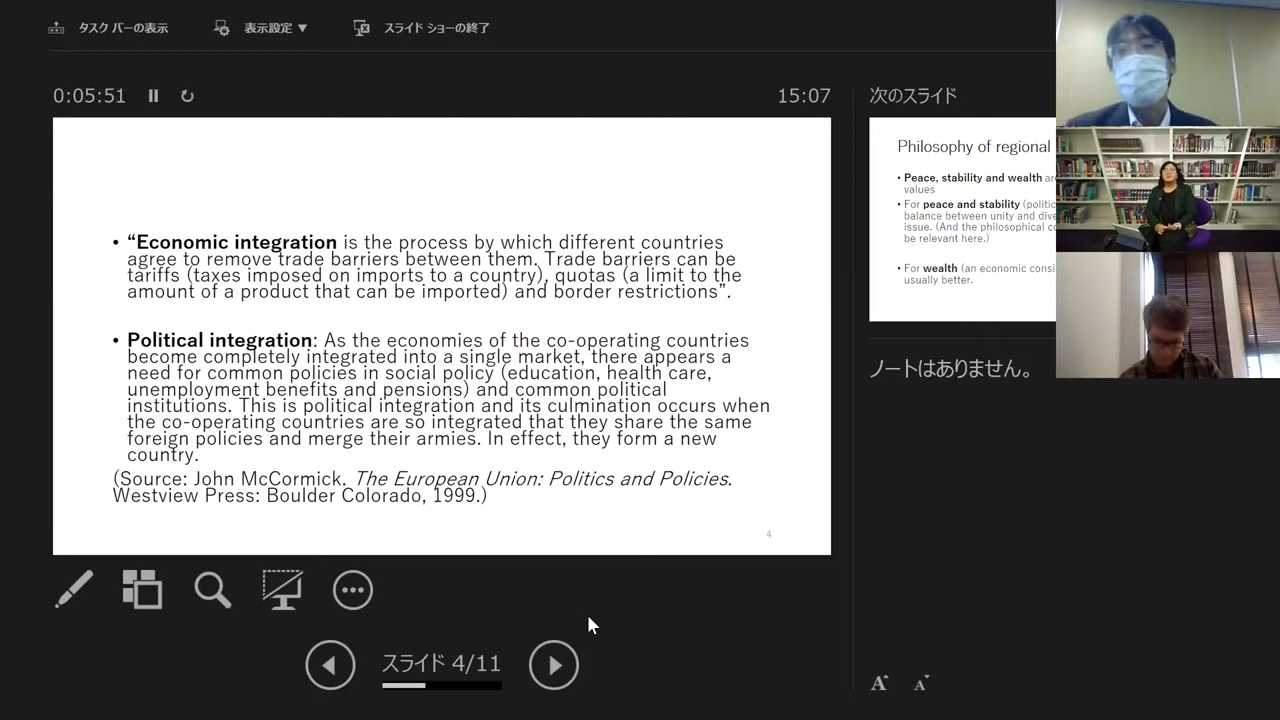 タスク バーの表示 表示設定 ▼ スライド ショーの終了
0:05:51 15:07
• “Economic integration is the process by which different countries
agree to remove trade barriers between them. Trade barriers can be
tariffs (taxes imposed on imports to a country), quotas (a limit to the
amount of a product that can be imported) and border restrictions”.
• Political integration: As the economies of the co-operating countries
become completely integrated into a single market, there appears a
need for common policies in social policy (education, health care,
unemployment benefits and pensions) and common political
institutions. This is political integration and its culmination occurs when
the co-operating countries are so integrated that they share the same
foreign policies and merge their armies. In effect, they form a new
country.
(Source: John McCormick. The European Union: Politics and Policies.
Westview Press: Boulder Colorado, 1999.)
4
スライド 4/11
次のスライド
Philosophy of regional
• Peace, stability and wealth
values
• For peace and stability
balance between unity and
issue. (And the philosophical
be relevant here.)
• For wealth (an economic
usually better.
ノートはありません。
A A